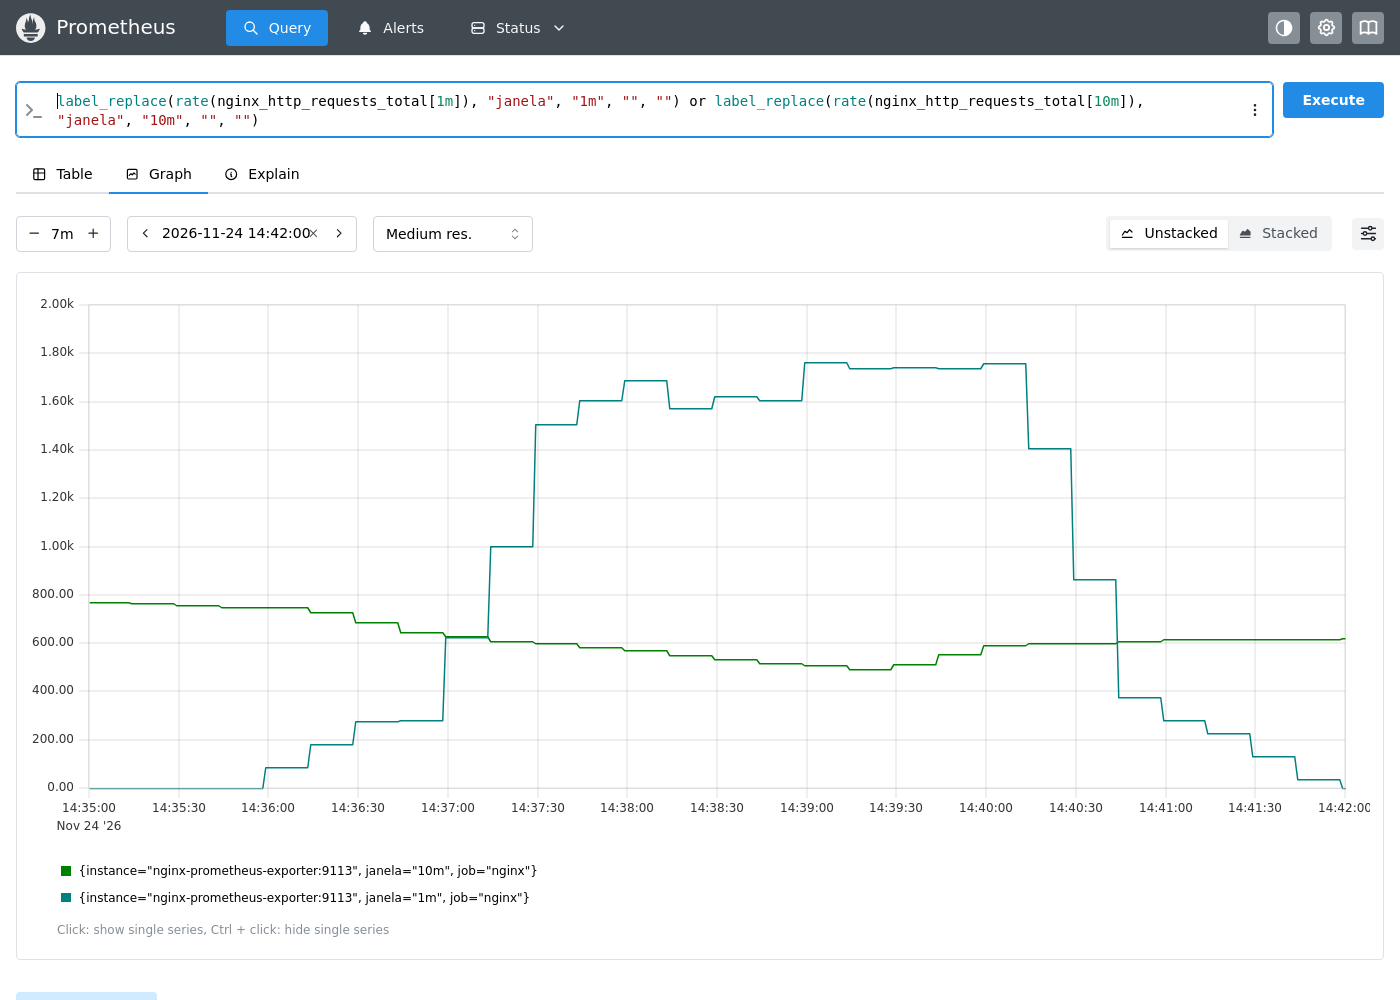 Prometheus
Query
Alerts
Status
label_replace(rate(nginx_http_requests_total[1m]), "janela", "1m", "", "") or label_replace(rate(nginx_http_requests_total[10m]),
"janela", "10m", "", "")
Execute
Table
Graph
Explain
7m
2026-11-24 14:42:00
Medium res.
Unstacked
Stacked
2.00k
1.80k
1.60k
1.40k
1.20k
1.00k
800.00
600.00
400.00
200.00
0.00
14:35:00 14:35:30 14:36:00 14:36:30 14:37:00 14:37:30 14:38:00 14:38:30 14:39:00 14:39:30 14:40:00 14:40:30 14:41:00 14:41:30 14:42:00
Nov 24 '26
{instance="nginx-prometheus-exporter:9113", janela="10m", job="nginx"}
{instance="nginx-prometheus-exporter:9113", janela="1m", job="nginx"}
Click: show single series, Ctrl + click: hide single series